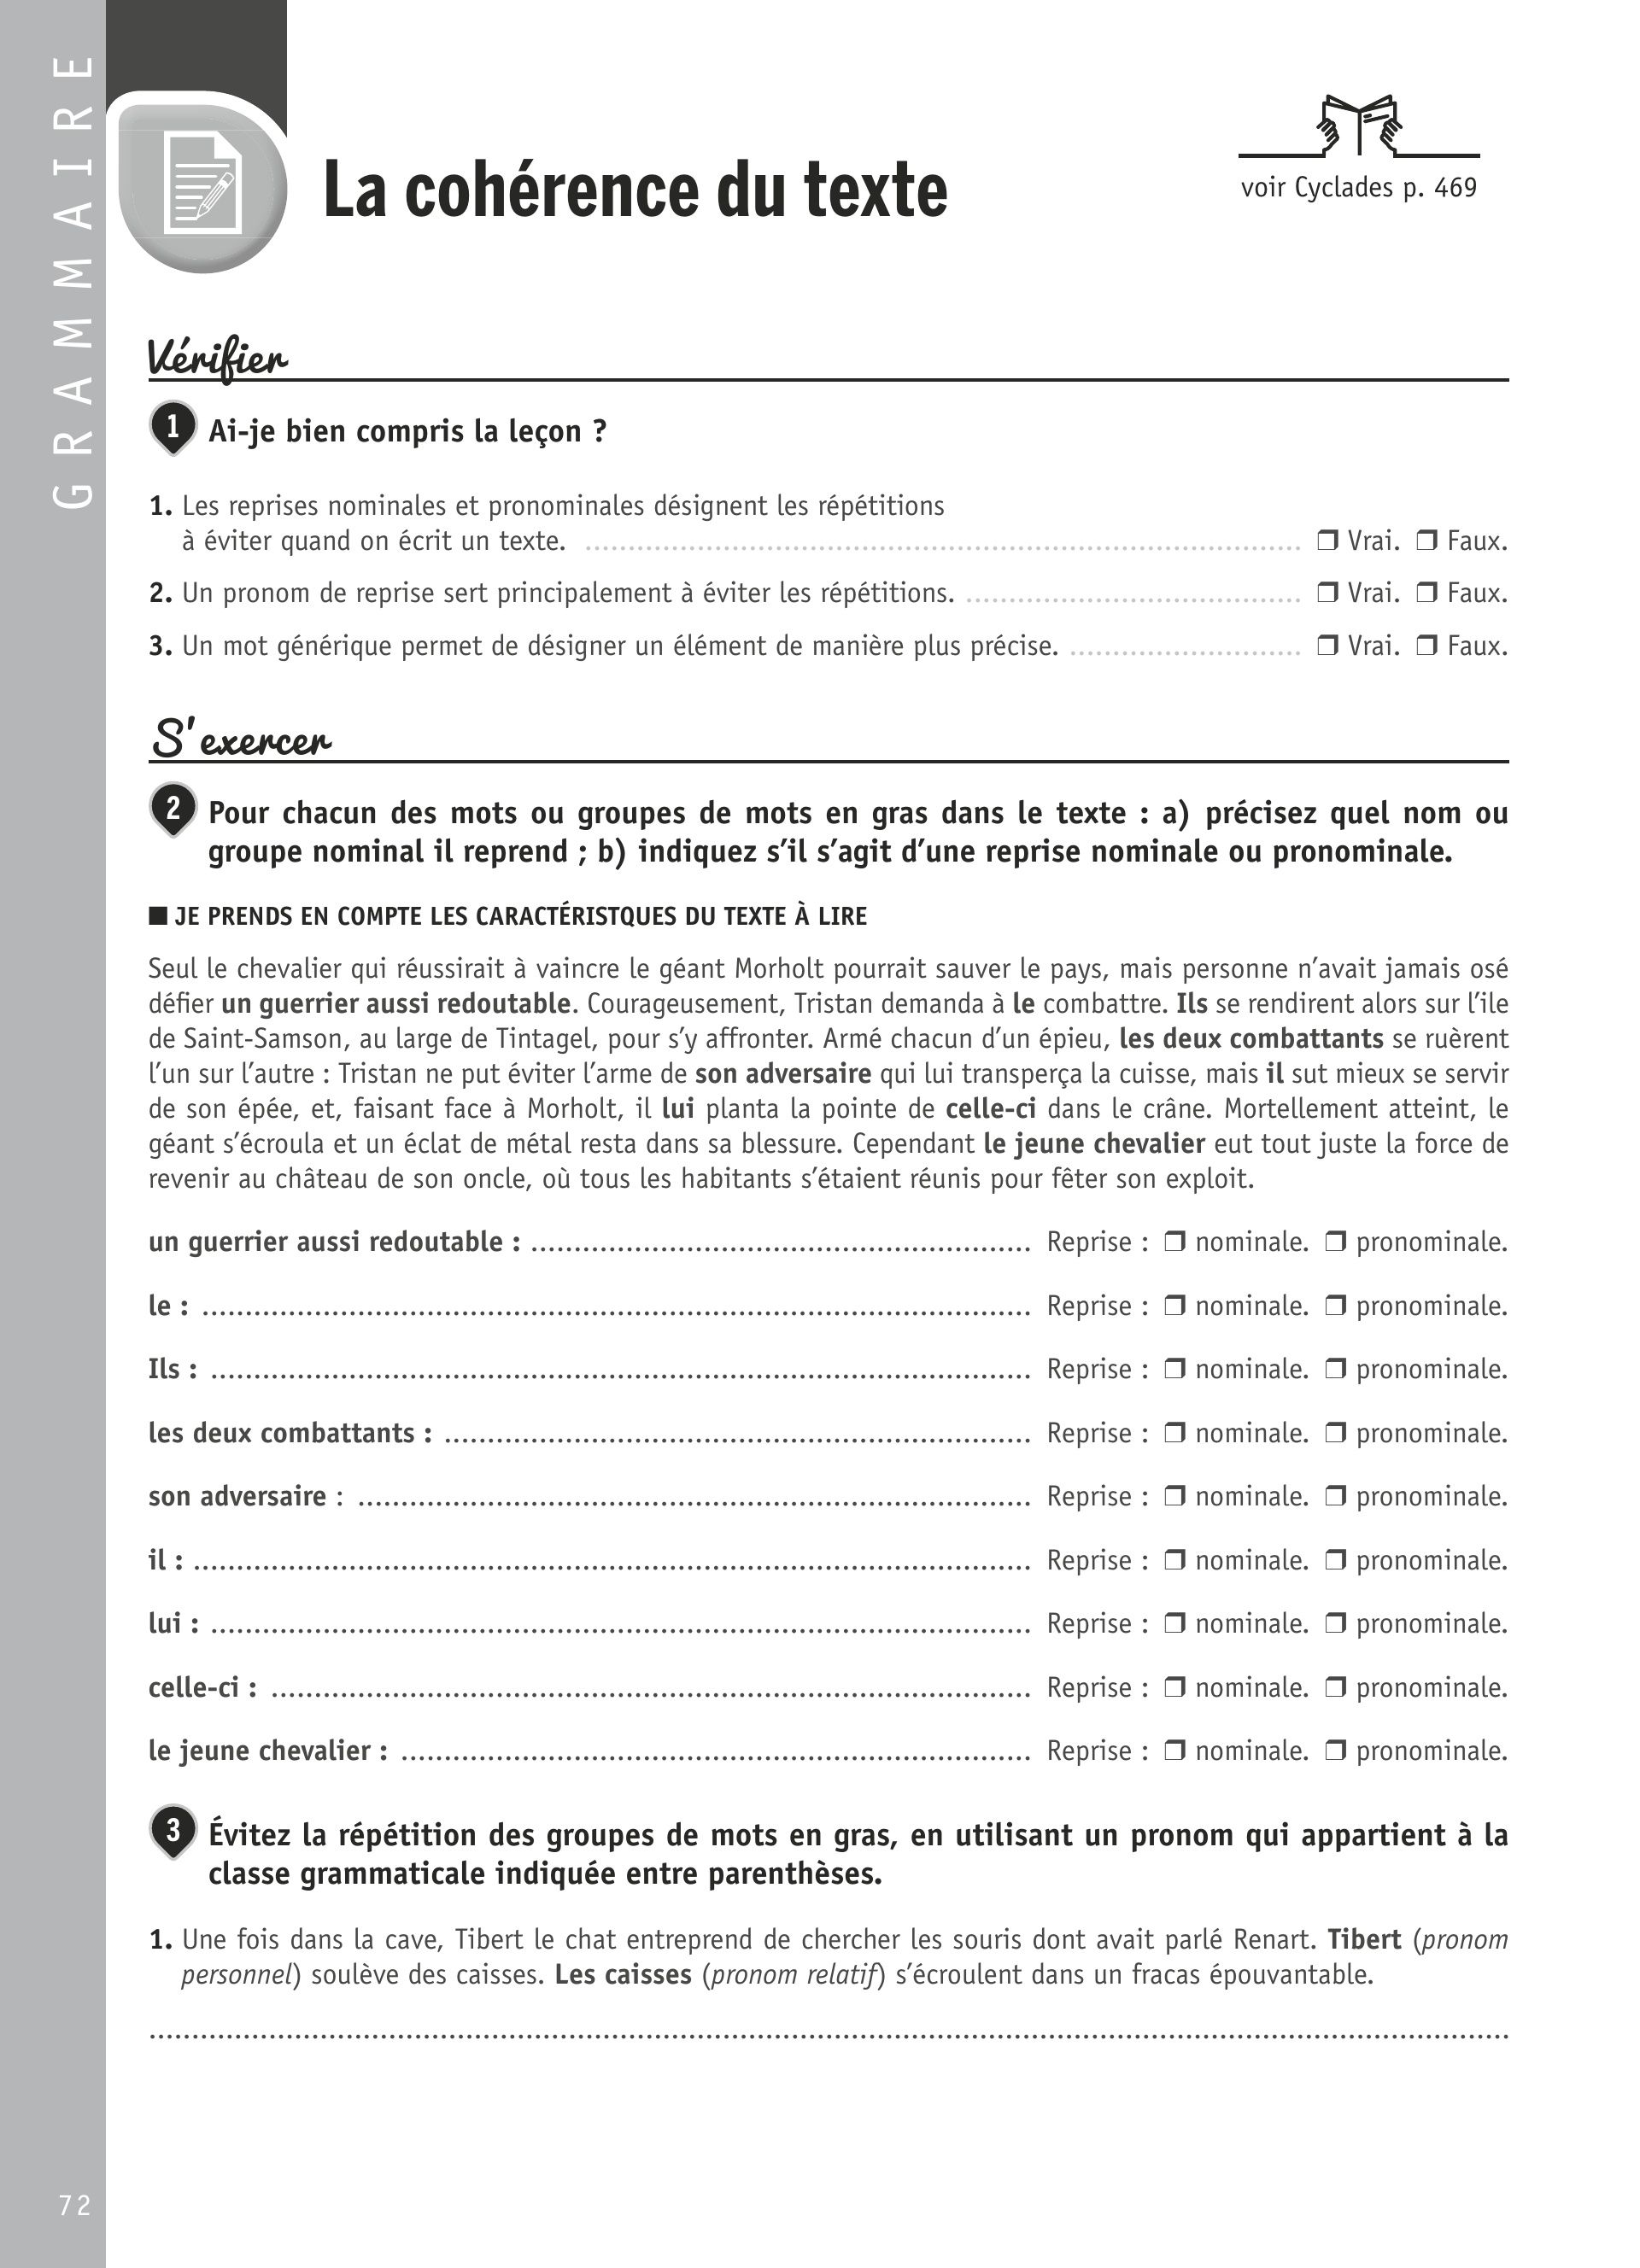 GRAMMAIRE
La cohérence du texte
voir Cyclades p. 469
Vérifier
1 Ai-je bien compris la leçon ?
1. Les reprises nominales et pronominales désignent les répétitions
à éviter quand on écrit un texte. ................................ ❒ Vrai. ❒ Faux.
2. Un pronom de reprise sert principalement à éviter les répétitions. ................................ ❒ Vrai. ❒ Faux.
3. Un mot générique permet de désigner un élément de manière plus précise. ................................ ❒ Vrai. ❒ Faux.
S'exercer
2 Pour chacun des mots ou groupes de mots en gras dans le texte : a) précisez quel nom ou
groupe nominal il reprend ; b) indiquez s’il s’agit d’une reprise nominale ou pronominale.
■ JE PRENDS EN COMPTE LES CARACTÉRISTQUES DU TEXTE À LIRE
Seul le chevalier qui réussirait à vaincre le géant Morholt pourrait sauver le pays, mais personne n’avait jamais osé
défier un guerrier aussi redoutable. Courageusement, Tristan demanda à le combattre. Ils se rendirent alors sur l’ile
de Saint-Samson, au large de Tintagel, pour s’y affronter. Armé chacun d’un épieu, les deux combattants se ruèrent
l’un sur l’autre : Tristan ne put éviter l’arme de son adversaire qui lui transperça la cuisse, mais il sut mieux se servir
de son épée, et, faisant face à Morholt, il lui planta la pointe de celle-ci dans le crâne. Mortellement atteint, le
géant s’écroula et un éclat de métal resta dans sa blessure. Cependant le jeune chevalier eut tout juste la force de
revenir au château de son oncle, où tous les habitants s’étaient réunis pour fêter son exploit.
un guerrier aussi redoutable : ................................ Reprise : ❒ nominale. ❒ pronominale.
le : ................................ Reprise : ❒ nominale. ❒ pronominale.
Ils : ................................ Reprise : ❒ nominale. ❒ pronominale.
les deux combattants : ................................ Reprise : ❒ nominale. ❒ pronominale.
son adversaire : ................................ Reprise : ❒ nominale. ❒ pronominale.
il : ................................ Reprise : ❒ nominale. ❒ pronominale.
lui : ................................ Reprise : ❒ nominale. ❒ pronominale.
celle-ci : ................................ Reprise : ❒ nominale. ❒ pronominale.
le jeune chevalier : ................................ Reprise : ❒ nominale. ❒ pronominale.
3 Évitez la répétition des groupes de mots en gras, en utilisant un pronom qui appartient à la
classe grammaticale indiquée entre parenthèses.
1. Une fois dans la cave, Tibert le chat entreprend de chercher les souris dont avait parlé Renart. Tibert (pronom
personnel) soulève des caisses. Les caisses (pronom relatif) s’écroulent dans un fracas épouvantable.
................................
72